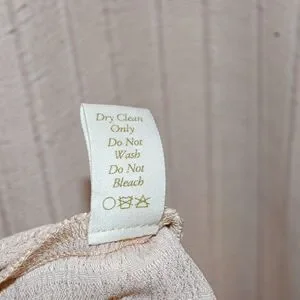 Dry Clean
Only
Do Not
Wash
Do Not
Bleach